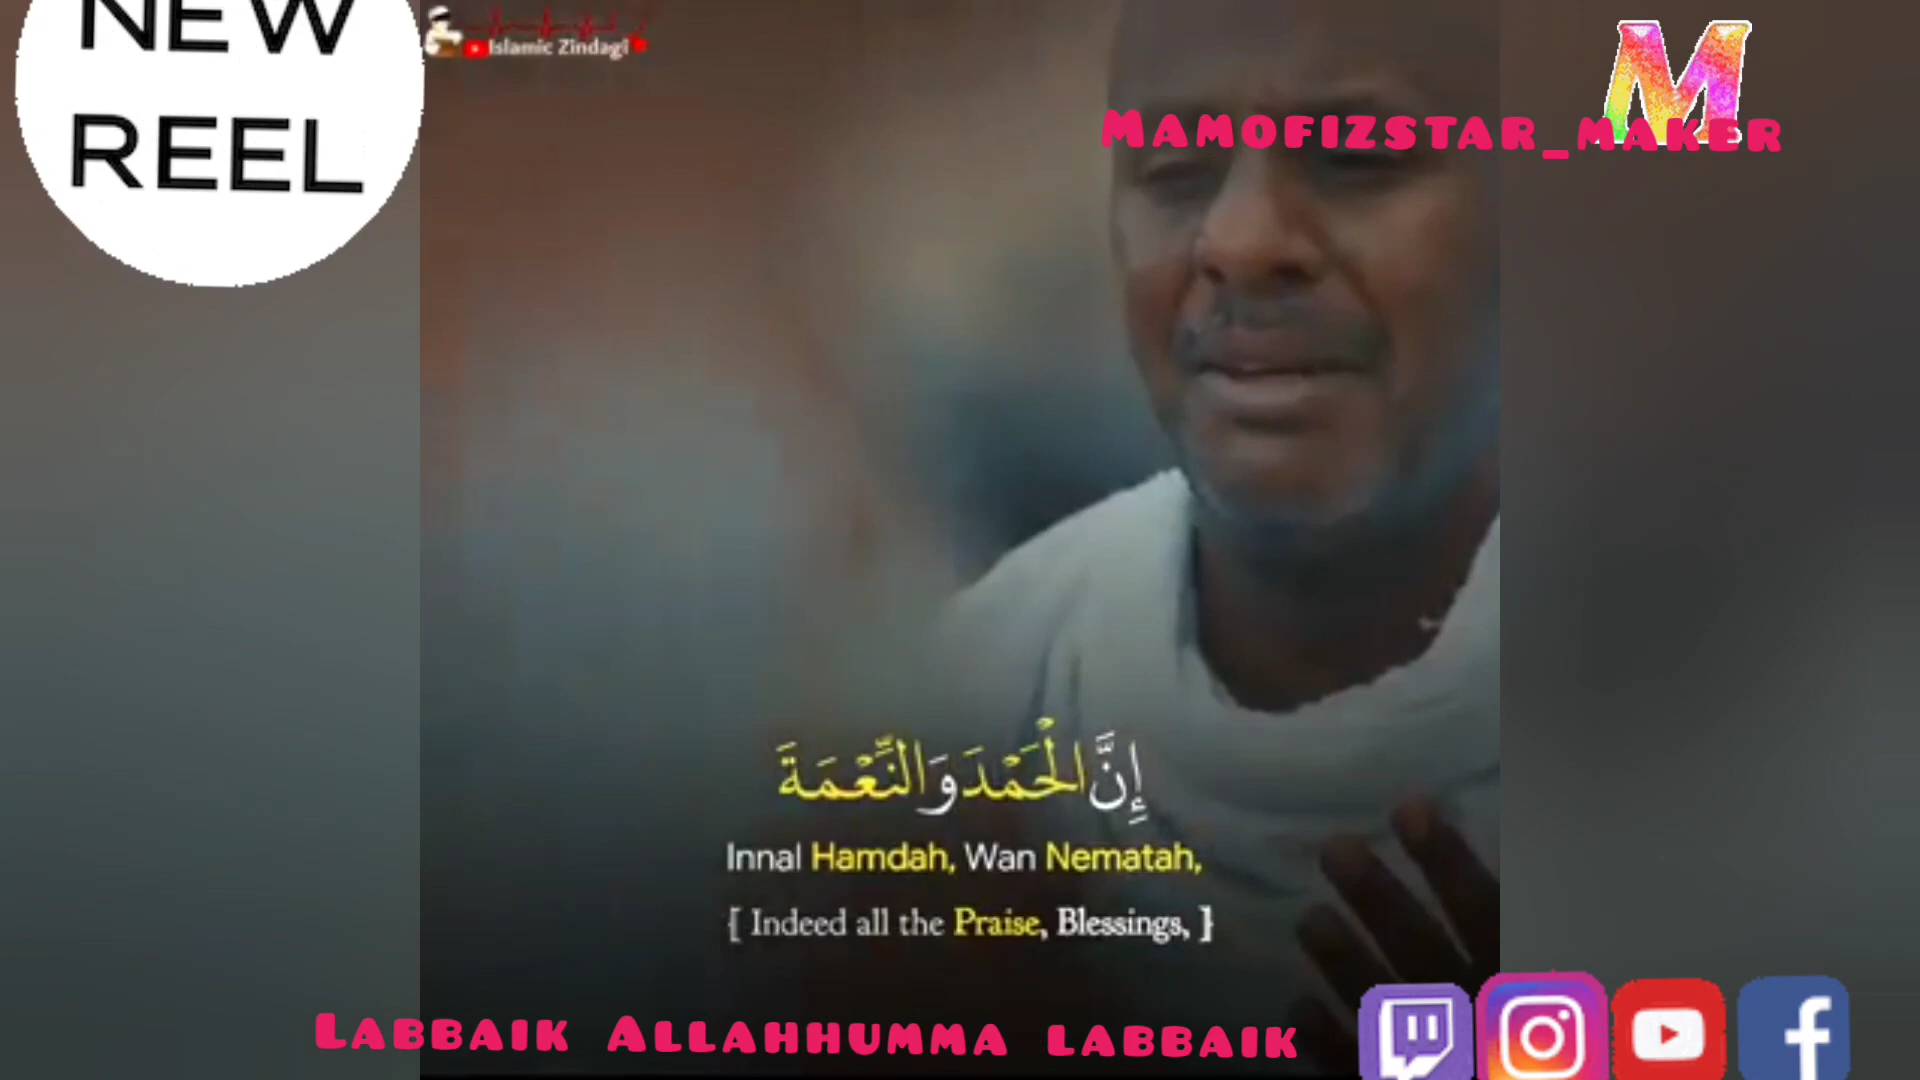 NEW
REEL
Islamic Zindagi
M
Mamofizstar_maker
إِنَّ الْحَمْدَ وَالنِّعْمَةَ
Innal Hamdah, Wan Nematah,
{ Indeed all the Praise, Blessings, }
Labbaik Allahhumma labbaik